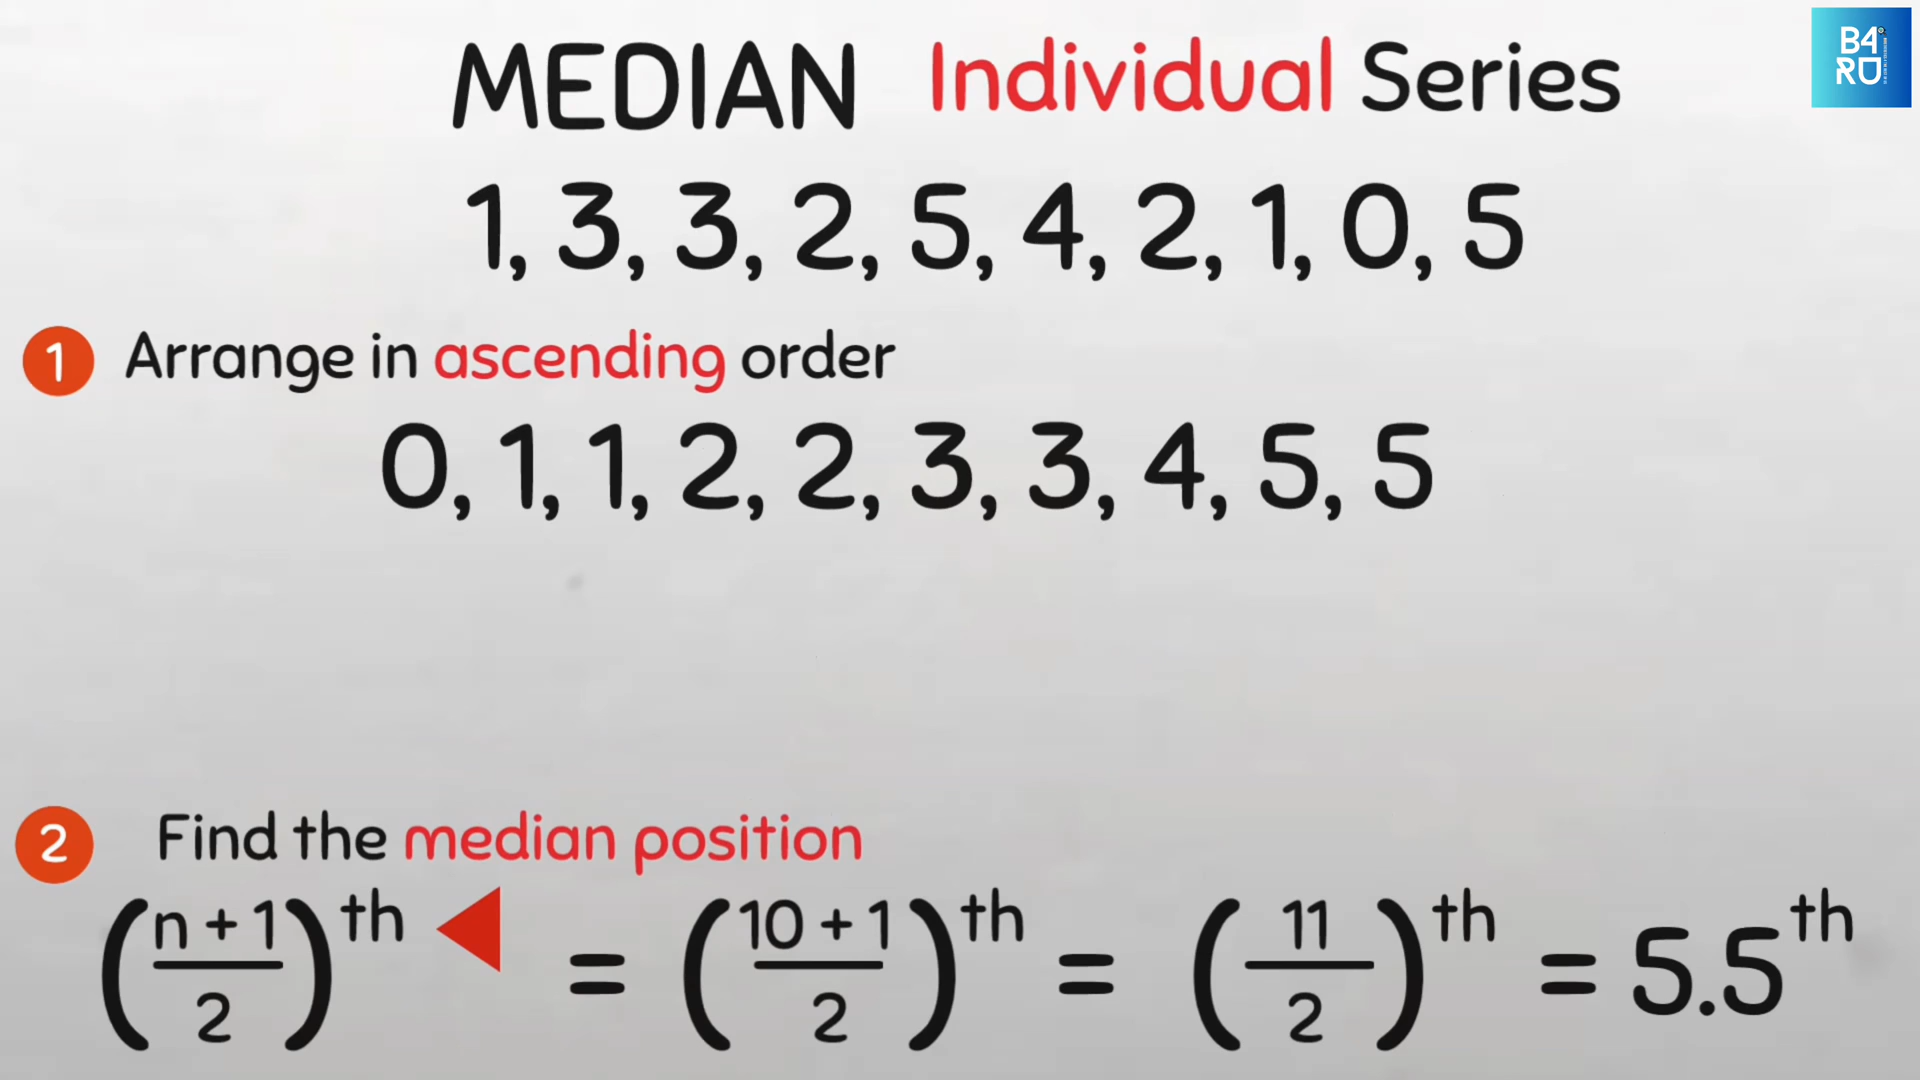 MEDIAN Individual Series
B4
RU
1, 3, 3, 2, 5, 4, 2, 1, 0, 5
1 Arrange in ascending order
0, 1, 1, 2, 2, 3, 3, 4, 5, 5
2 Find the median position
(n + 1 / 2)th = (10 + 1 / 2)th = (11 / 2)th = 5.5th